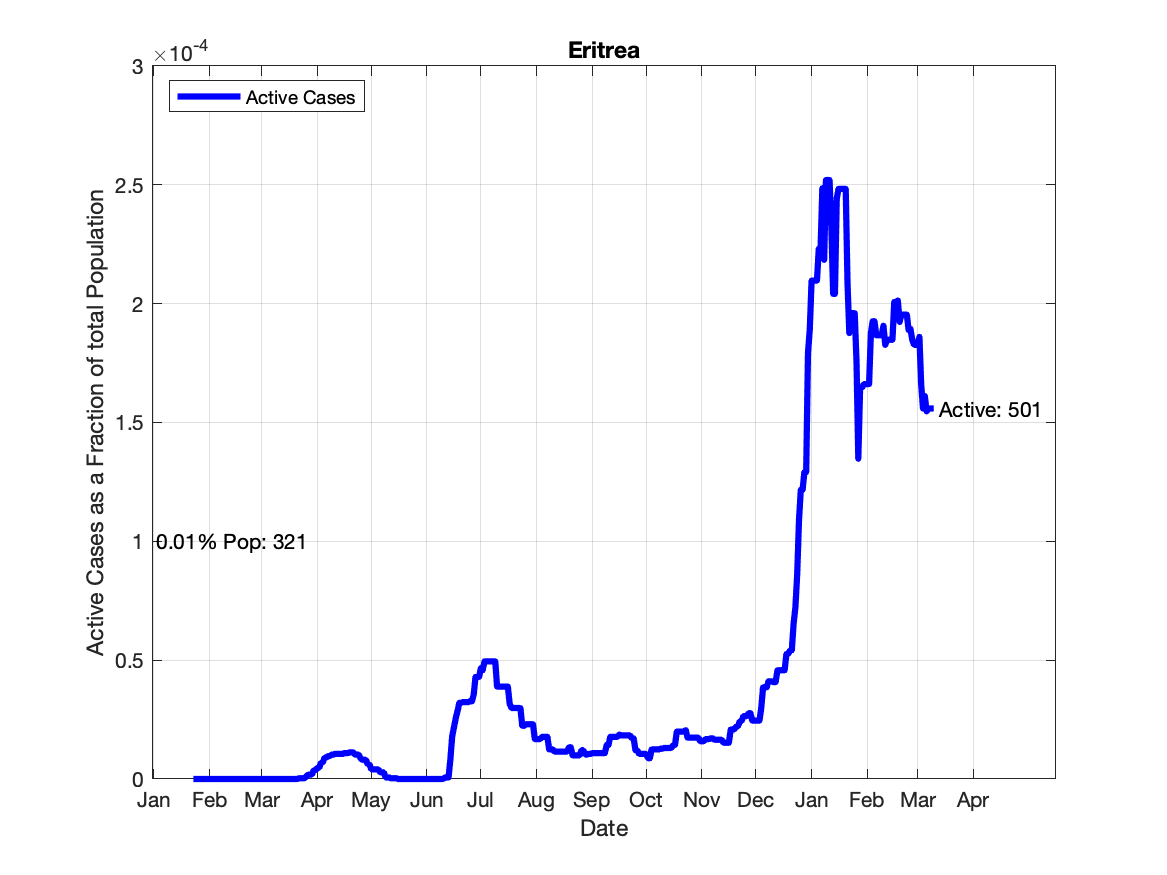 Eritrea
×10-4
Active Cases
3
2.5
2
1.5
1
0.5
0
Active Cases as a Fraction of total Population
0.01% Pop: 321
Active: 501
Jan Feb Mar Apr May Jun Jul Aug Sep Oct Nov Dec Jan Feb Mar Apr
Date